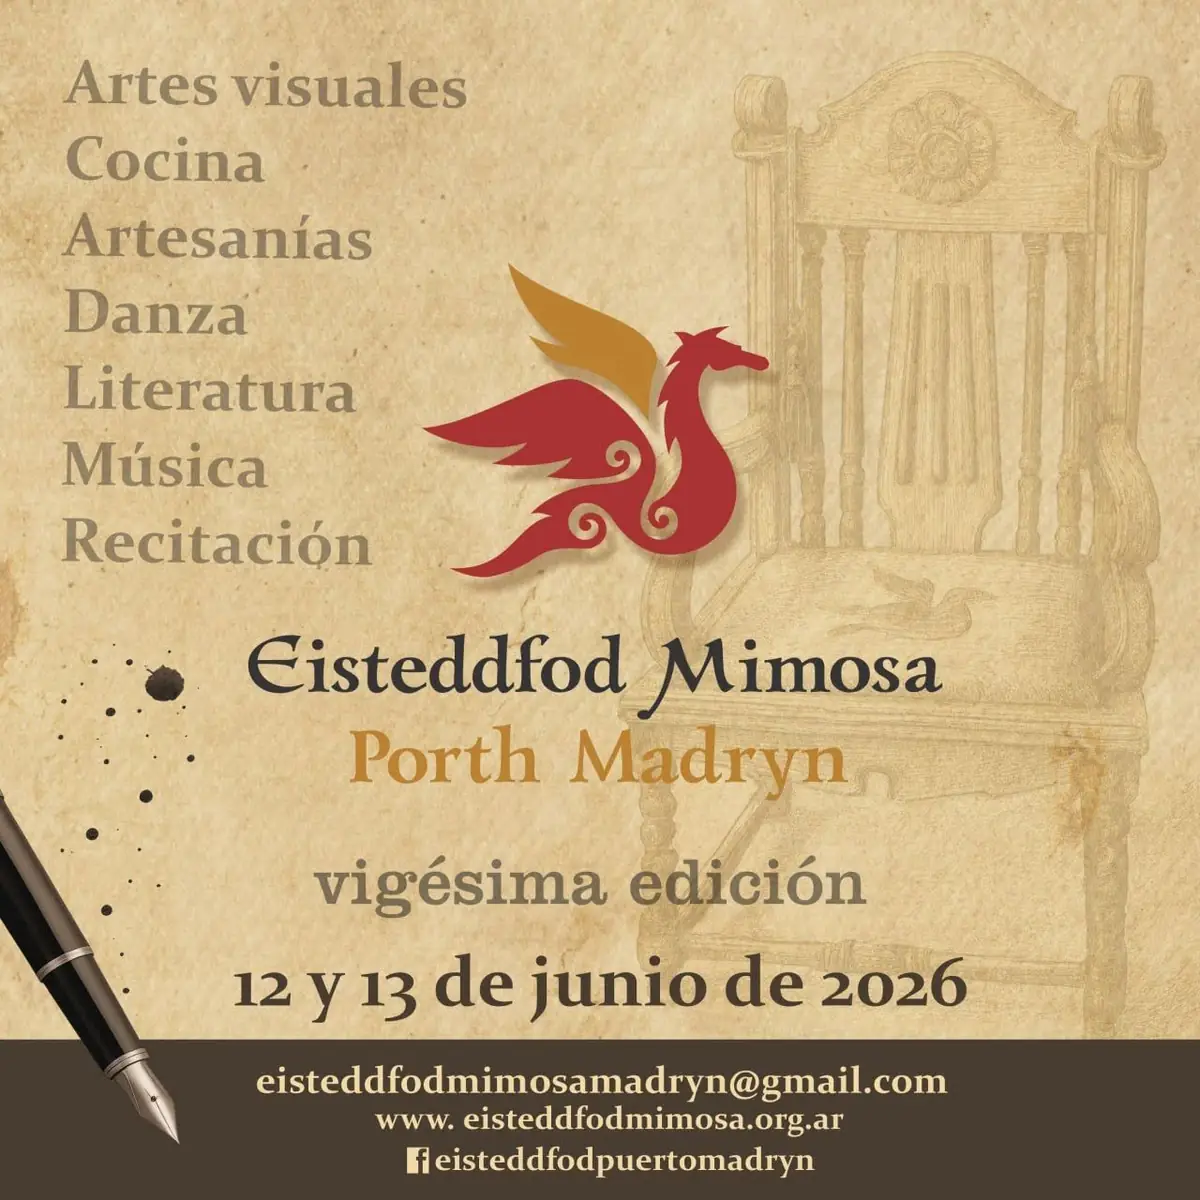 Artes visuales
Cocina
Artesanías
Danza
Literatura
Música
Recitación
Eisteddfod Mimosa
Porth Madryn
vigésima edición
12 y 13 de junio de 2026
eisteddfodmimosamadryn@gmail.com
www. eisteddfodmimosa.org.ar
eisteddfodpuertomadryn